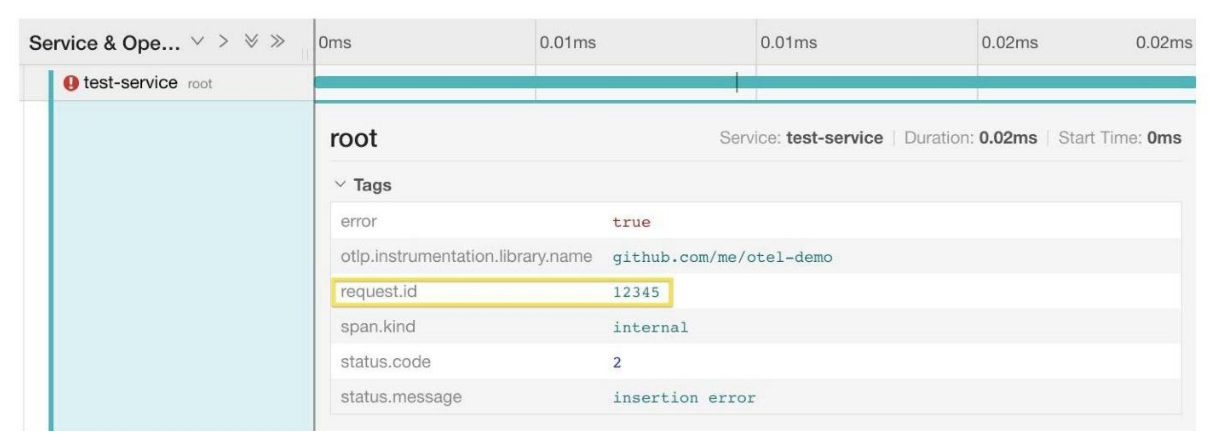 Service & Ope... 0ms 0.01ms 0.01ms 0.02ms 0.02ms
test-service root
root Service: test-service Duration: 0.02ms Start Time: 0ms
Tags
error true
otlp.instrumentation.library.name github.com/me/otel-demo
request.id 12345
span.kind internal
status.code 2
status.message insertion error